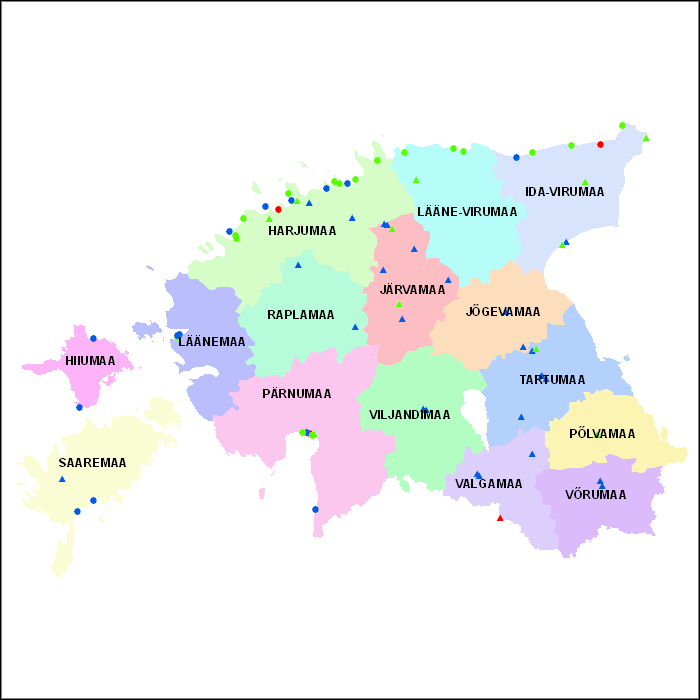 IDA-VIRUMAA
LÄÄNE-VIRUMAA
HARJUMAA
JÄRVAMAA
RAPLAMAA
JÕGEVAMAA
LÄÄNEMAA
HIIUMAA
TARTUMAA
PÄRNUMAA
VILJANDIMAA
PÕLVAMAA
SAAREMAA
VALGAMAA
VÕRUMAA